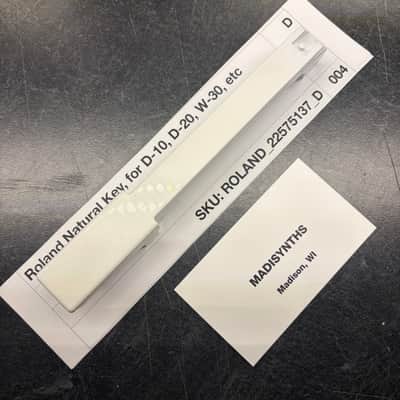 Roland Natural Key, for D-10, D-20, W-30, etc
D
SKU: ROLAND_22575137_D
004
MADISYNTHS
Madison, WI